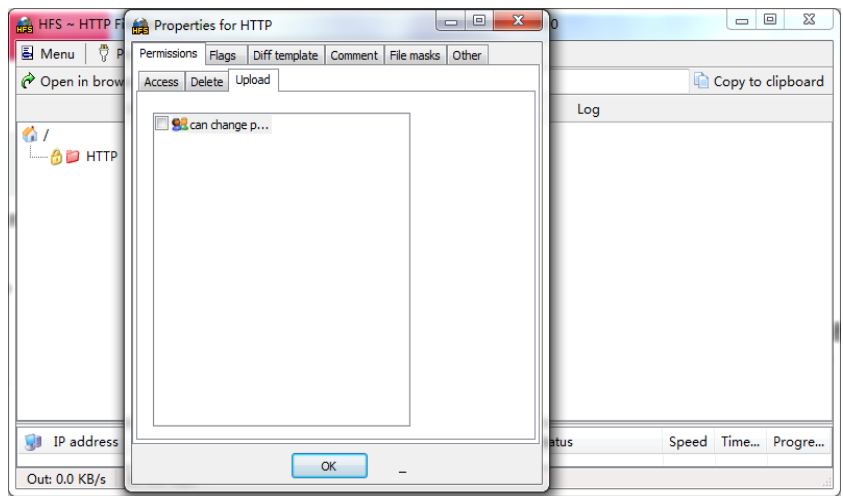 HFS ~ HTTP Fi
Properties for HTTP
0
Menu
P
Permissions Flags Diff template Comment File masks Other
Open in brow
Copy to clipboard
Access Delete Upload
Log
can change p...
/
HTTP
IP address
atus
Speed Time... Progre...
OK
Out: 0.0 KB/s